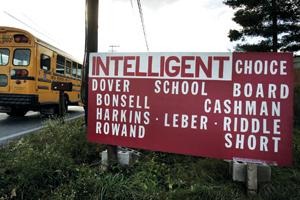 INTELLIGENT CHOICE
DOVER SCHOOL BOARD
BONSELL CASHMAN
HARKINS · LEBER · RIDDLE
ROWAND SHORT